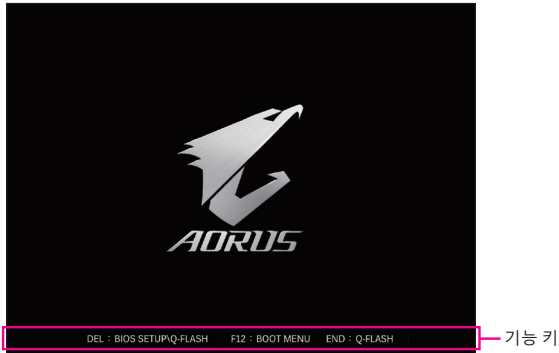 AORUS
DEL : BIOS SETUP\Q-FLASH F12 : BOOT MENU END : Q-FLASH
기능 키